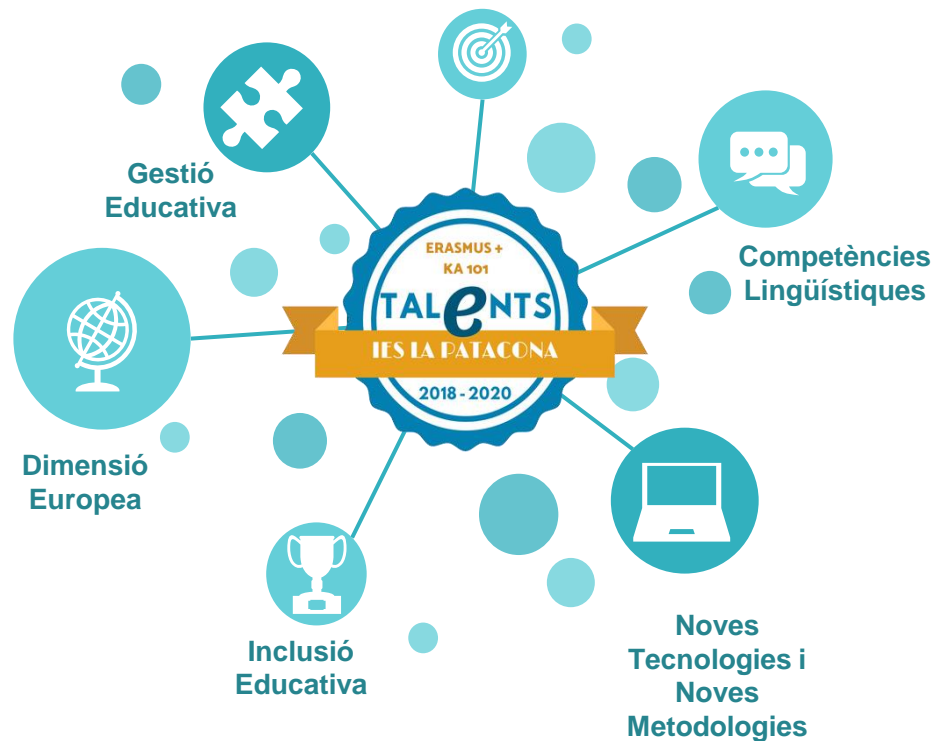 Gestió
Educativa
ERASMUS +
KA 101
TALeNTS
IES LA PATACONA
2018 - 2020
Competències
Lingüístiques
Dimensió
Europea
Inclusió
Educativa
Noves
Tecnologies i
Noves
Metodologies